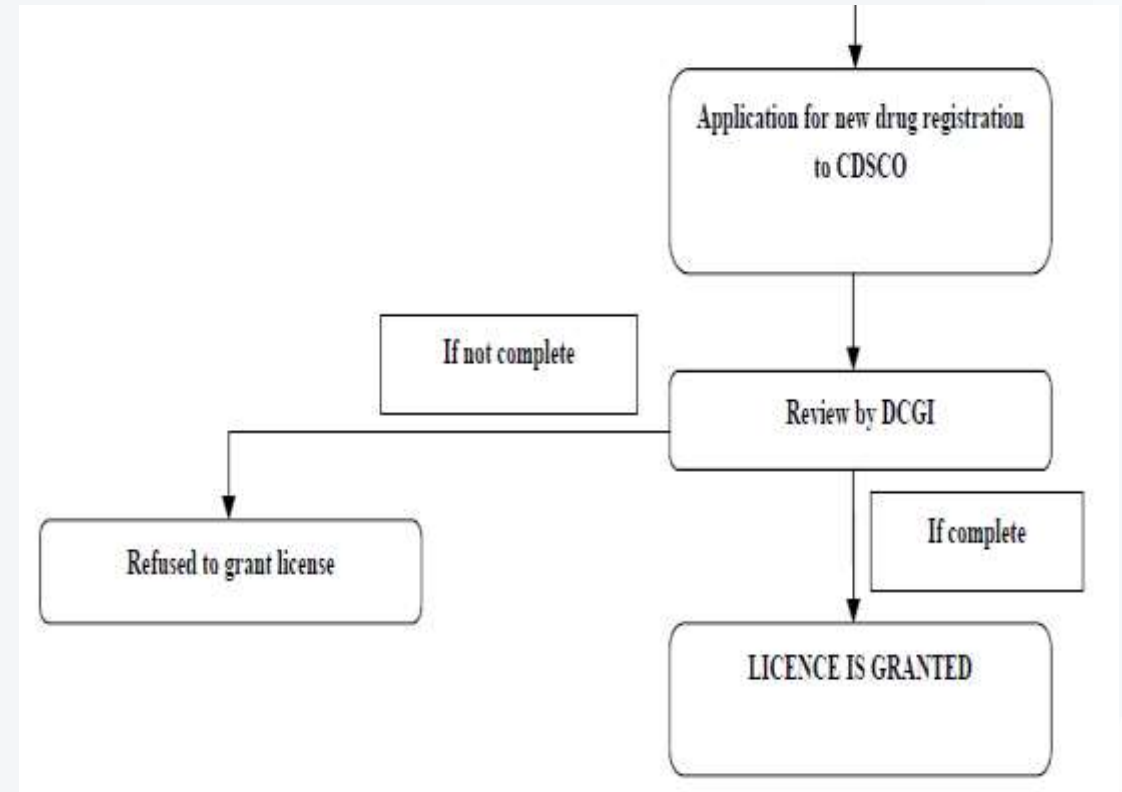 Application for new drug registration
to CDSCO
If not complete
Review by DCGI
If complete
Refused to grant license
LICENCE IS GRANTED